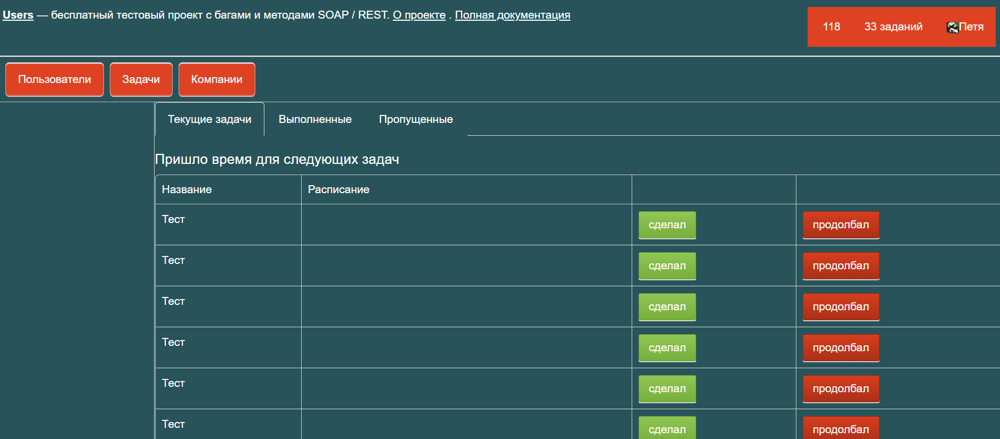 Users — бесплатный тестовый проект с багами и методами SOAP / REST. О проекте . Полная документация
118 33 заданий Петя
Пользователи Задачи Компании
Текущие задачи Выполненные Пропущенные
Пришло время для следующих задач
Название Расписание
Тест сделал продолбал
Тест сделал продолбал
Тест сделал продолбал
Тест сделал продолбал
Тест сделал продолбал
Тест сделал продолбал